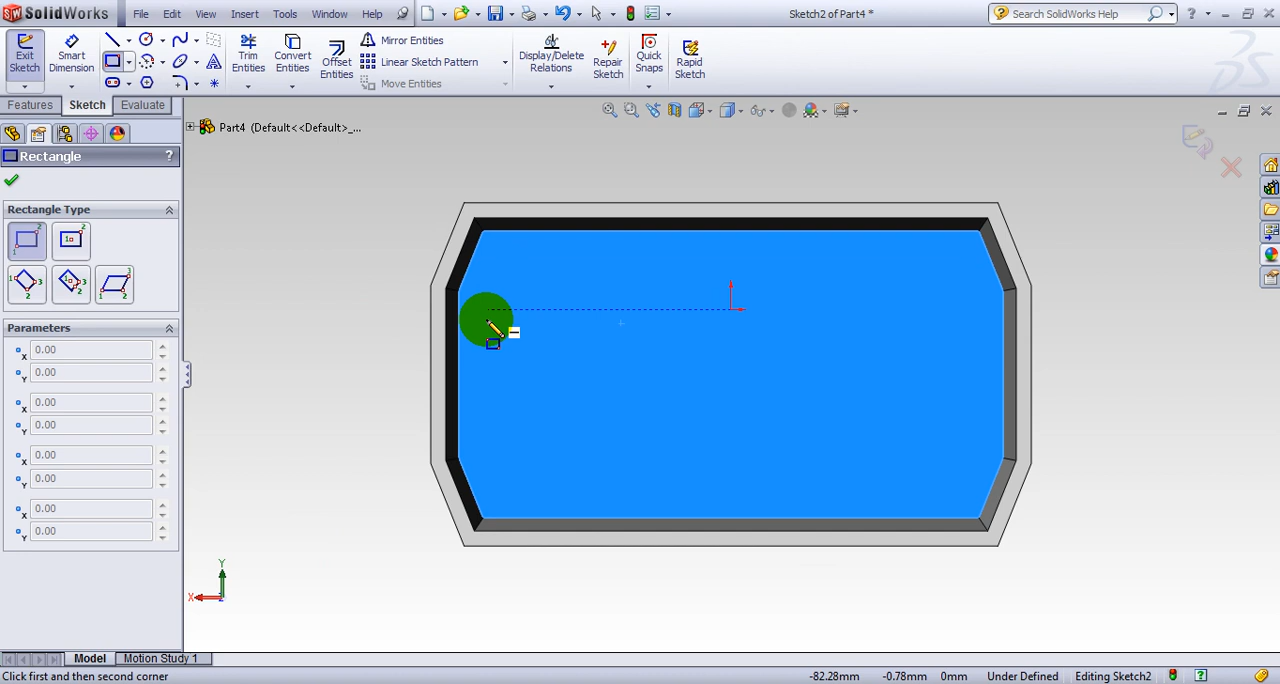 SolidWorks File Edit View Insert Tools Window Help Sketch2 of Part4 * Search SolidWorks Help
Exit Sketch
Smart Dimension
Trim Entities
Convert Entities
Offset Entities
Mirror Entities
Linear Sketch Pattern
Move Entities
Display/Delete Relations
Repair Sketch
Quick Snaps
Rapid Sketch
Features Sketch Evaluate
Part4 (Default<<Default>_...
Rectangle ?
Rectangle Type
Parameters
x 0.00
Y 0.00
x 0.00
Y 0.00
x 0.00
Y 0.00
x 0.00
Y 0.00
Y
X
Model Motion Study 1
Click first and then second corner -82.28mm -0.78mm 0mm Under Defined Editing Sketch2